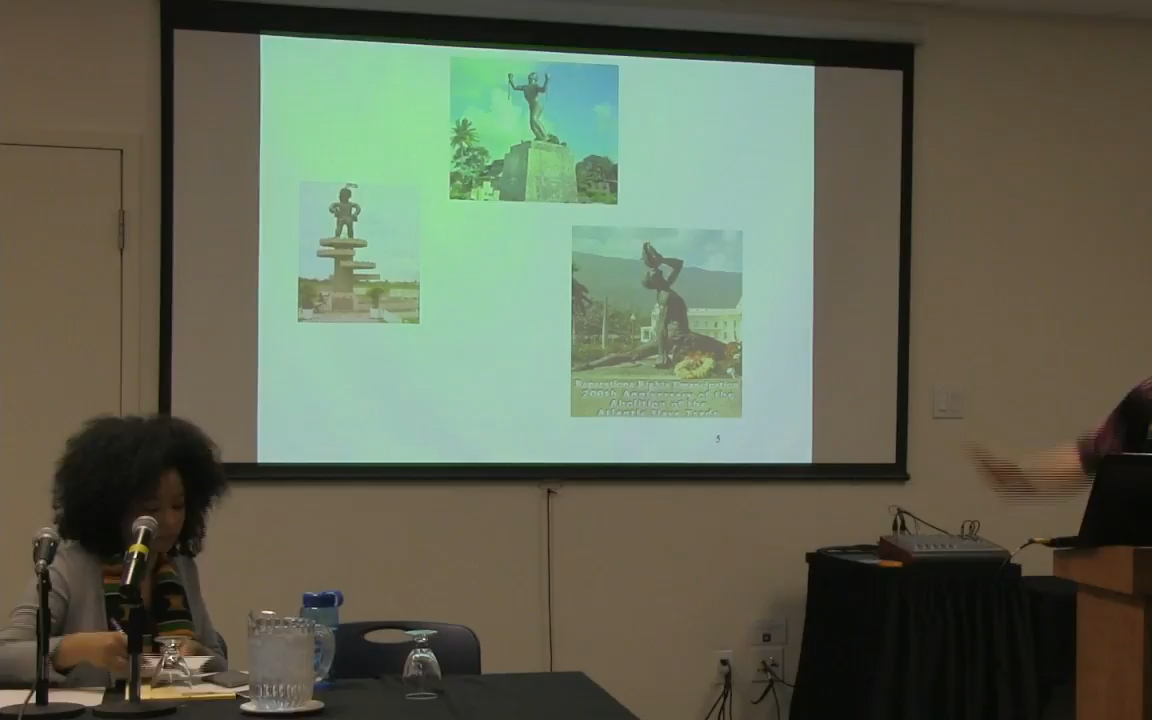 Reparations Rights Emancipation
200th Anniversary of the
Abolition of the
Atlantic Slave Trade
5